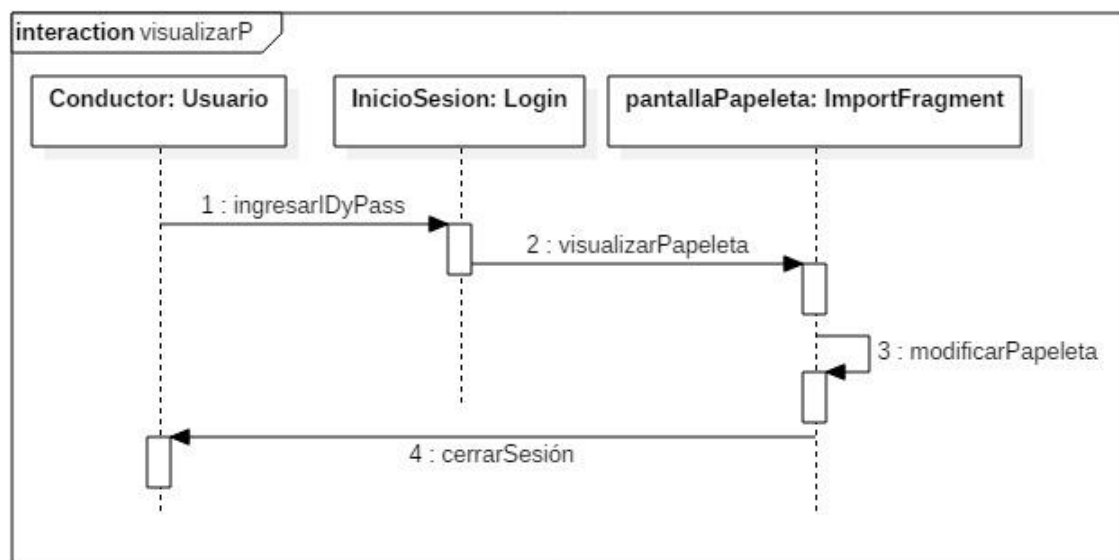 interaction visualizarP
Conductor: Usuario
InicioSesion: Login
pantallaPapeleta: ImportFragment
1 : ingresarIDyPass
2 : visualizarPapeleta
3 : modificarPapeleta
4 : cerrarSesión